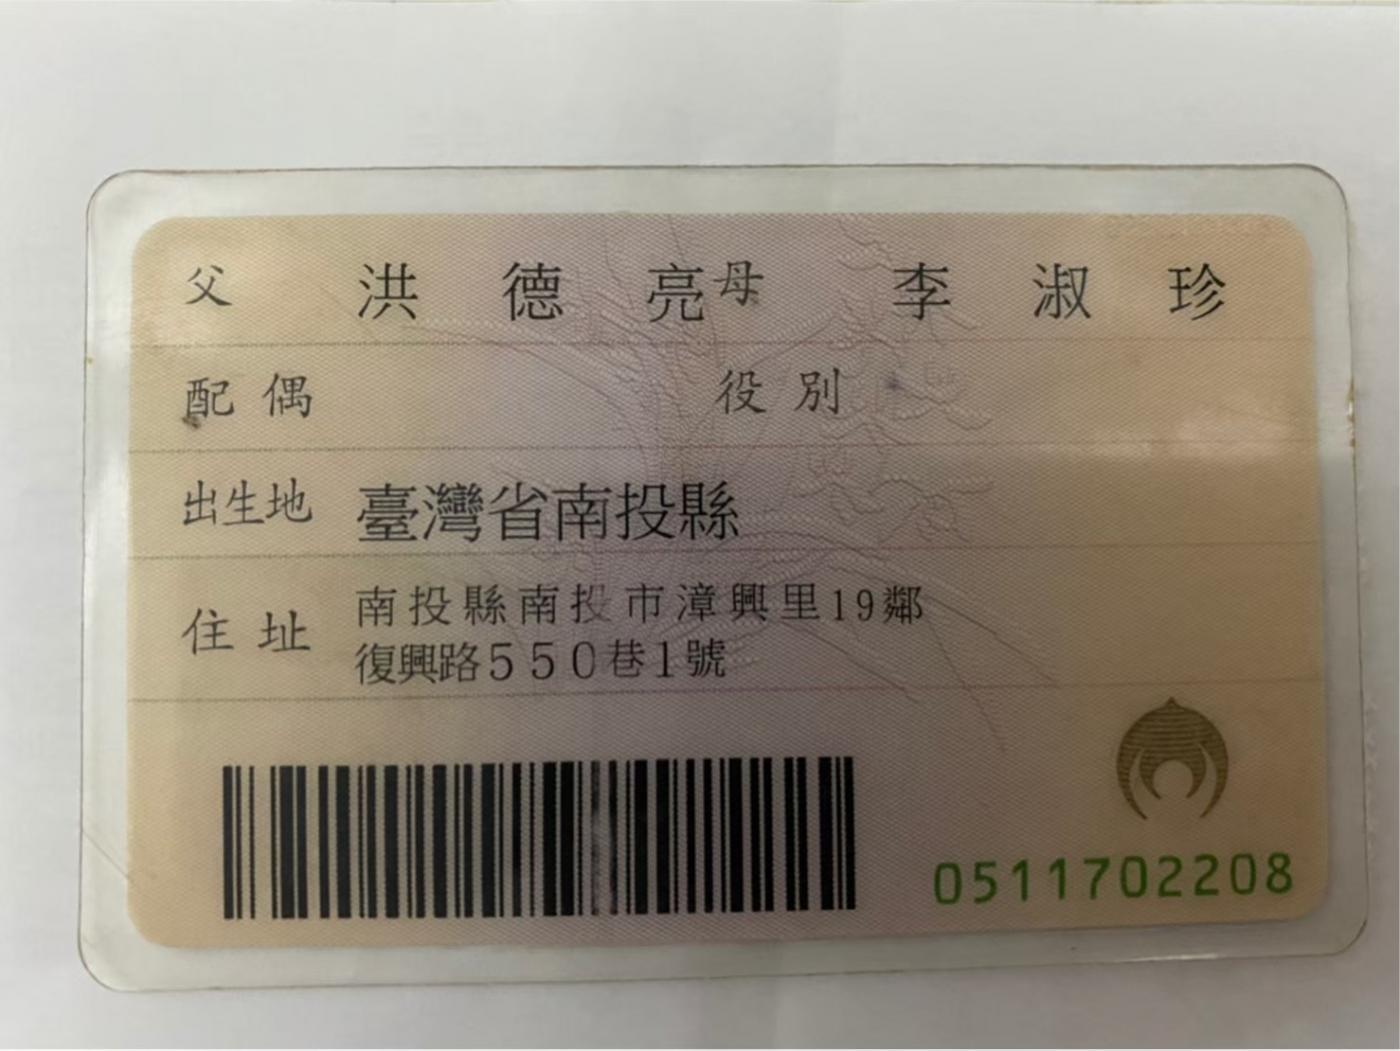 父 洪德亮 母 李淑珍
配偶 役別
出生地 臺灣省南投縣
住址 南投縣南投市漳興里19鄰
復興路550巷1號
0511702208